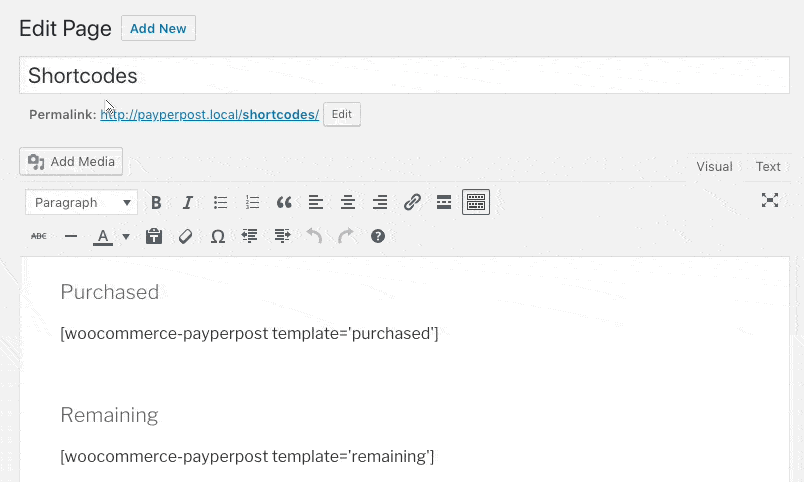 Edit Page Add New
Shortcodes
Permalink: http://payperpost.local/shortcodes/ Edit
Add Media
Visual Text
Paragraph B I
ABC A Ω ?
Purchased
[woocommerce-payperpost template='purchased']
Remaining
[woocommerce-payperpost template='remaining']